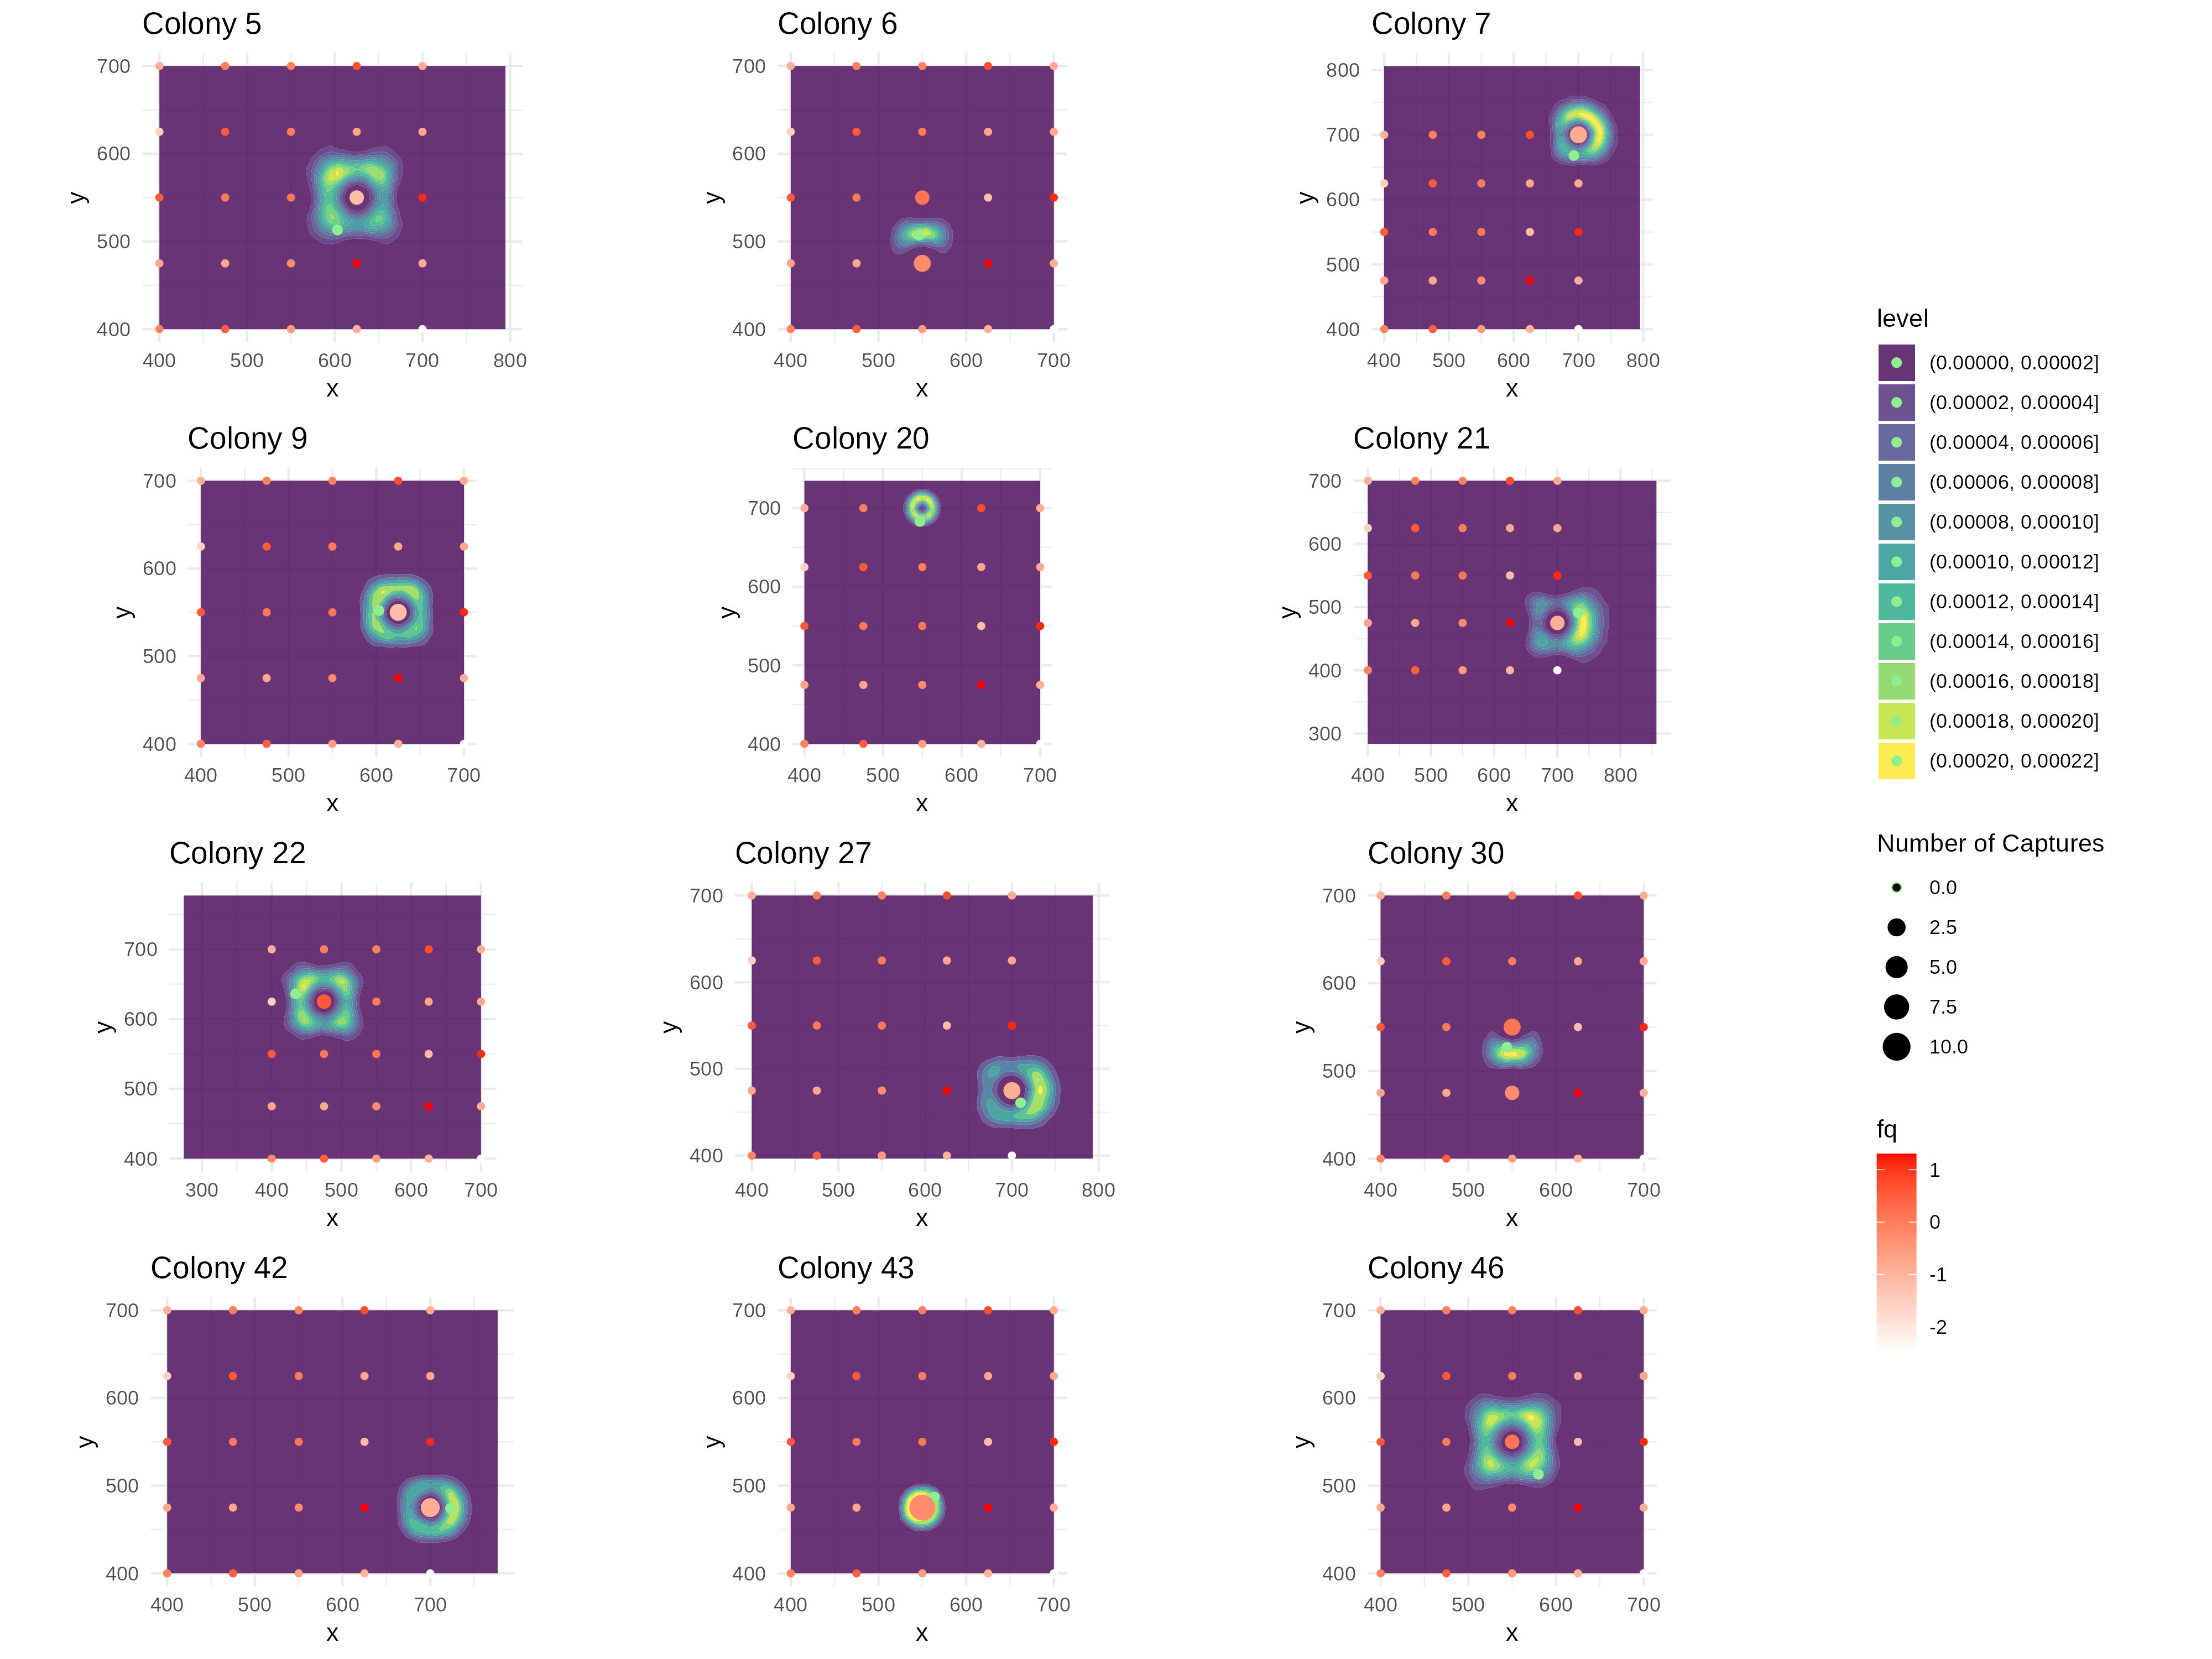 Colony 5
700
600
500
400
y
400 500 600 700 800
x
Colony 6
700
600
500
400
y
400 500 600 700
x
Colony 7
800
700
600
500
400
y
400 500 600 700 800
x
Colony 9
700
600
500
400
y
400 500 600 700
x
Colony 20
700
600
500
400
y
400 500 600 700
x
Colony 21
700
600
500
400
300
y
400 500 600 700 800
x
Colony 22
700
600
500
400
y
300 400 500 600 700
x
Colony 27
700
600
500
400
y
400 500 600 700 800
x
Colony 30
700
600
500
400
y
400 500 600 700
x
Colony 42
700
600
500
400
y
400 500 600 700
x
Colony 43
700
600
500
400
y
400 500 600 700
x
Colony 46
700
600
500
400
y
400 500 600 700
x
level
(0.00000, 0.00002]
(0.00002, 0.00004]
(0.00004, 0.00006]
(0.00006, 0.00008]
(0.00008, 0.00010]
(0.00010, 0.00012]
(0.00012, 0.00014]
(0.00014, 0.00016]
(0.00016, 0.00018]
(0.00018, 0.00020]
(0.00020, 0.00022]
Number of Captures
0.0
2.5
5.0
7.5
10.0
fq
1
0
-1
-2